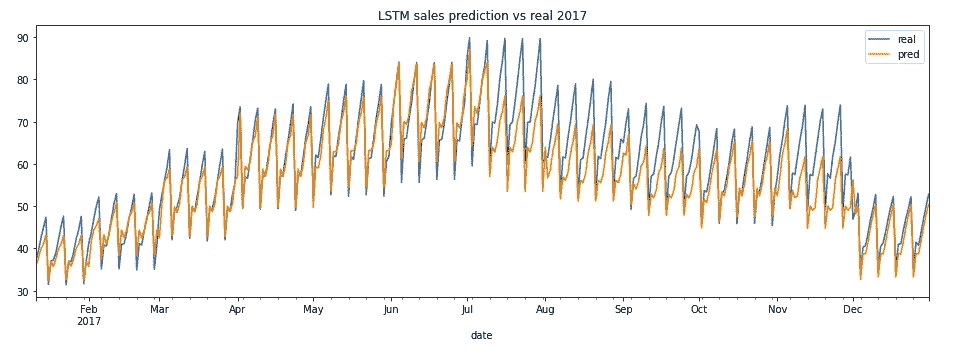 LSTM sales prediction vs real 2017
real
pred
90
80
70
60
50
40
30
Feb Mar Apr May Jun Jul Aug Sep Oct Nov Dec
2017
date